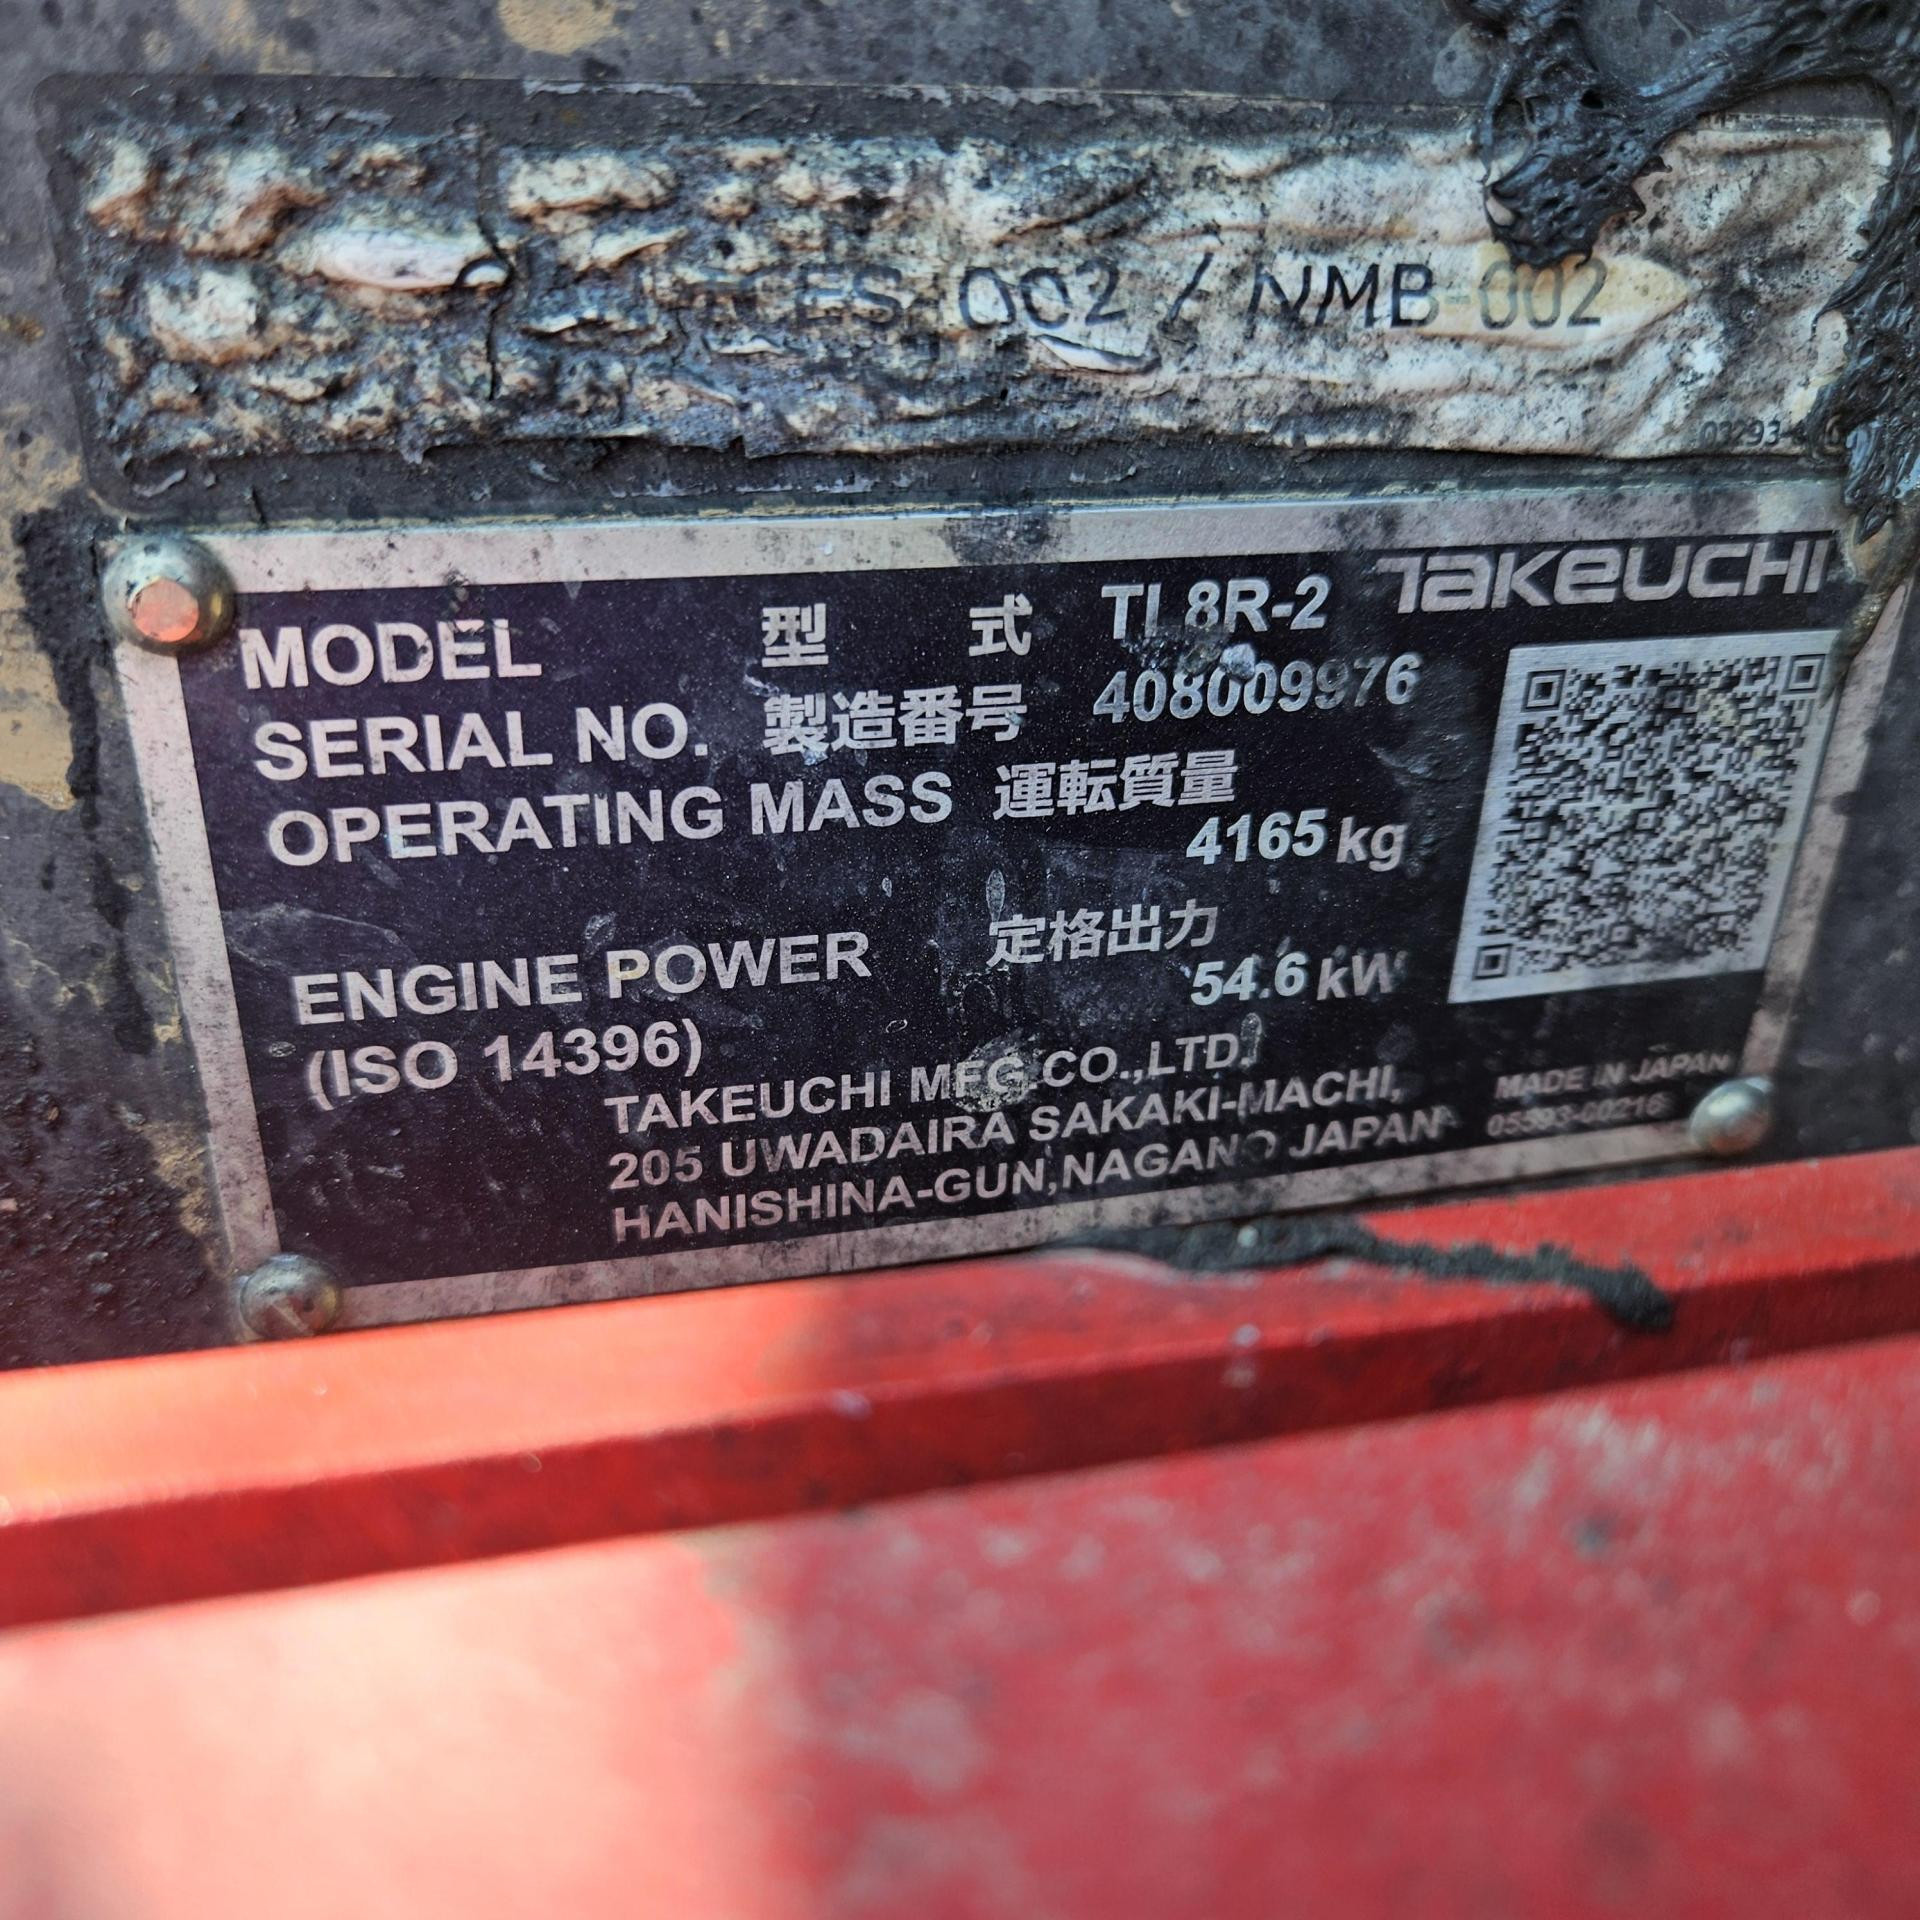 002 / NMB-002
TAKEUCHI
MODEL 型 式 TL8R-2
SERIAL NO. 製造番号 408009976
OPERATING MASS 運転質量
4165 kg
ENGINE POWER 定格出力
54.6 kW
(ISO 14396)
TAKEUCHI MFG.CO.,LTD.
205 UWADAIRA SAKAKI-MACHI,
HANISHINA-GUN,NAGANO JAPAN
MADE IN JAPAN
05593-00216